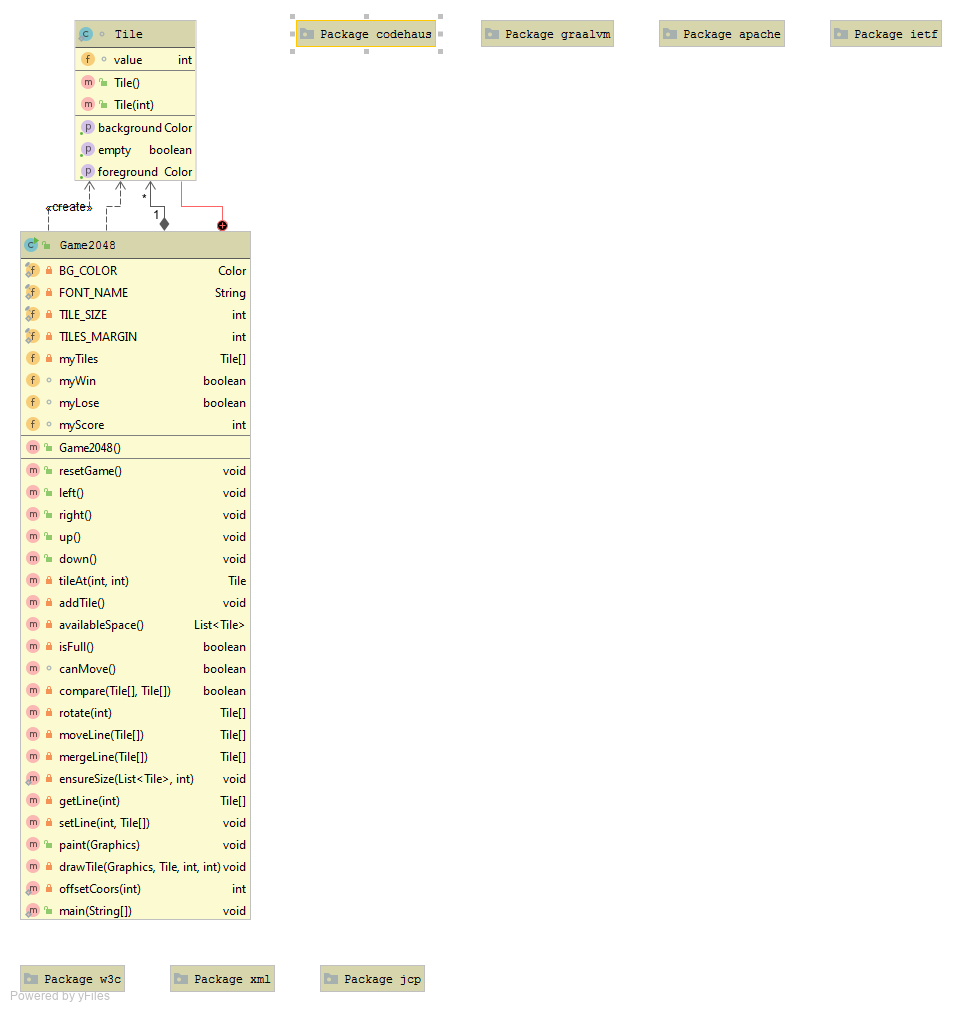 Tile
Package codehaus
Package graalvm
Package apache
Package ietf
value int
Tile()
Tile(int)
background Color
empty boolean
foreground Color
«create»
*
1
Game2048
BG_COLOR Color
FONT_NAME String
TILE_SIZE int
TILES_MARGIN int
myTiles Tile[]
myWin boolean
myLose boolean
myScore int
Game2048()
resetGame() void
left() void
right() void
up() void
down() void
tileAt(int, int) Tile
addTile() void
availableSpace() List<Tile>
isFull() boolean
canMove() boolean
compare(Tile[], Tile[]) boolean
rotate(int) Tile[]
moveLine(Tile[]) Tile[]
mergeLine(Tile[]) Tile[]
ensureSize(List<Tile>, int) void
getLine(int) Tile[]
setLine(int, Tile[]) void
paint(Graphics) void
drawTile(Graphics, Tile, int, int) void
offsetCoors(int) int
main(String[]) void
Package w3c
Package xml
Package jcp
Powered by yFiles